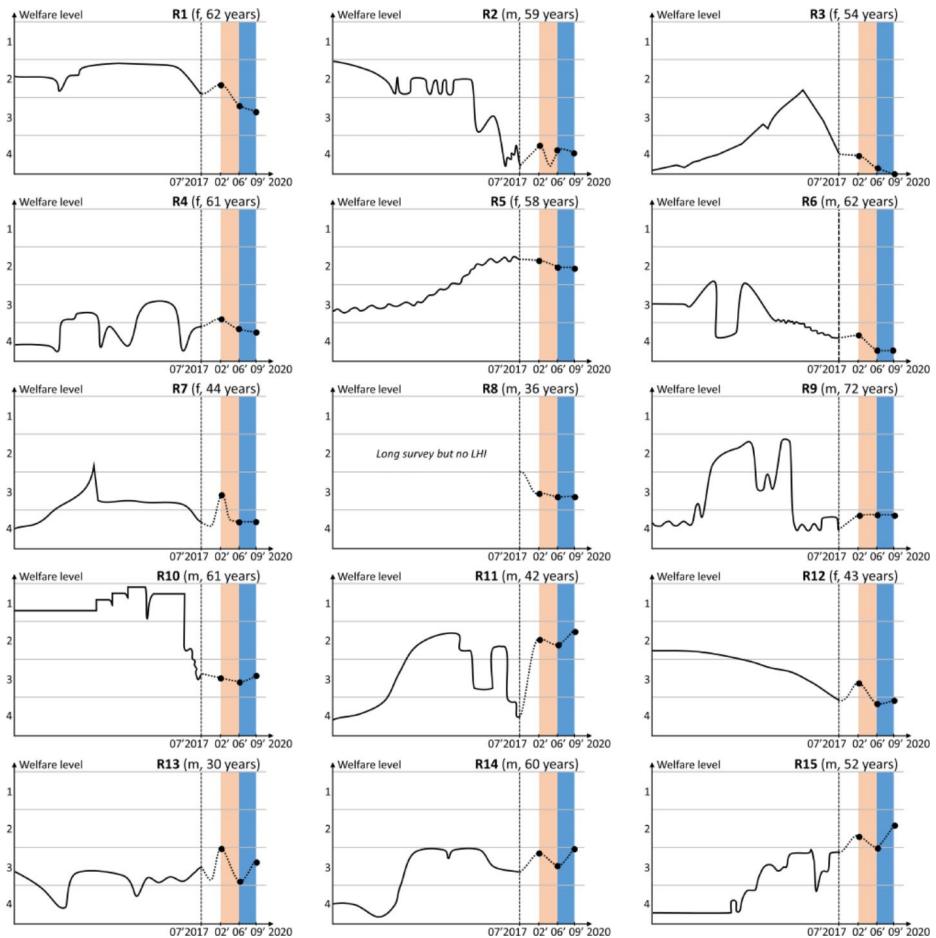 Welfare level R1 (f, 62 years)
1
2
3
4
07'2017 02' 06' 09' 2020
Welfare level R2 (m, 59 years)
1
2
3
4
07'2017 02' 06' 09' 2020
Welfare level R3 (f, 54 years)
1
2
3
4
07'2017 02' 06' 09' 2020
Welfare level R4 (f, 61 years)
1
2
3
4
07'2017 02' 06' 09' 2020
Welfare level R5 (f, 58 years)
1
2
3
4
07'2017 02' 06' 09' 2020
Welfare level R6 (m, 62 years)
1
2
3
4
07'2017 02' 06' 09' 2020
Welfare level R7 (f, 44 years)
1
2
3
4
07'2017 02' 06' 09' 2020
Welfare level R8 (m, 36 years)
1
2
Long survey but no LHI
3
4
07'2017 02' 06' 09' 2020
Welfare level R9 (m, 72 years)
1
2
3
4
07'2017 02' 06' 09' 2020
Welfare level R10 (m, 61 years)
1
2
3
4
07'2017 02' 06' 09' 2020
Welfare level R11 (m, 42 years)
1
2
3
4
07'2017 02' 06' 09' 2020
Welfare level R12 (f, 43 years)
1
2
3
4
07'2017 02' 06' 09' 2020
Welfare level R13 (m, 30 years)
1
2
3
4
07'2017 02' 06' 09' 2020
Welfare level R14 (m, 60 years)
1
2
3
4
07'2017 02' 06' 09' 2020
Welfare level R15 (m, 52 years)
1
2
3
4
07'2017 02' 06' 09' 2020